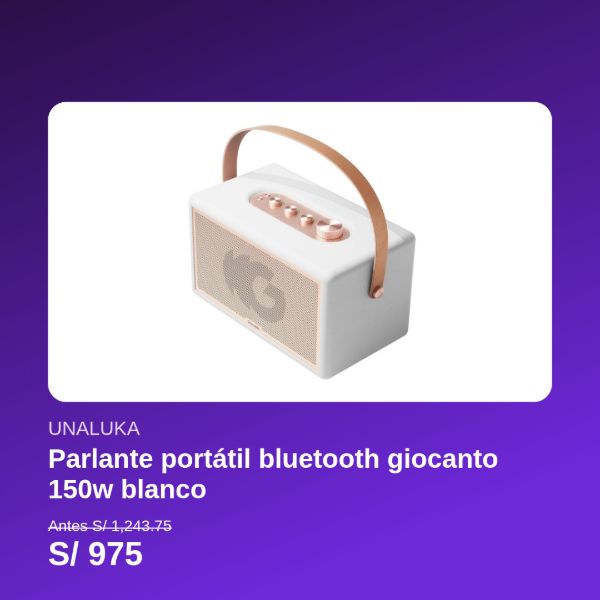 UNALUKA
Parlante portátil bluetooth giocanto
150w blanco
Antes S/ 1,243.75
S/ 975